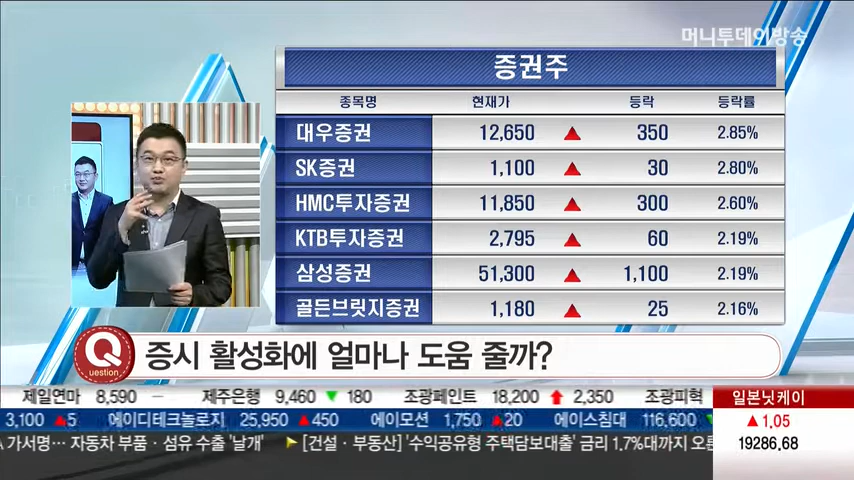 머니투데이방송
증권주
종목명 현재가 등락 등락률
대우증권 12,650 ▲ 350 2.85%
SK증권 1,100 ▲ 30 2.80%
HMC투자증권 11,850 ▲ 300 2.60%
KTB투자증권 2,795 ▲ 60 2.19%
삼성증권 51,300 ▲ 1,100 2.19%
골든브릿지증권 1,180 ▲ 25 2.16%
Question 증시 활성화에 얼마나 도움 줄까?
제일연마 8,590 – 제주은행 9,460 ▼ 180 조광페인트 18,200 ⬆ 2,350 조광피혁
3,100 ▲5 에이디테크놀로지 25,950 ▲450 에이모션 1,750 ▲20 에이스침대 116,600 ▼
가서명… 자동차 부품·섬유 수출 '날개' ➤ [건설·부동산] '수익공유형 주택담보대출' 금리 1.7%대까지 오른
일본닛케이
▲1.05
19286.68